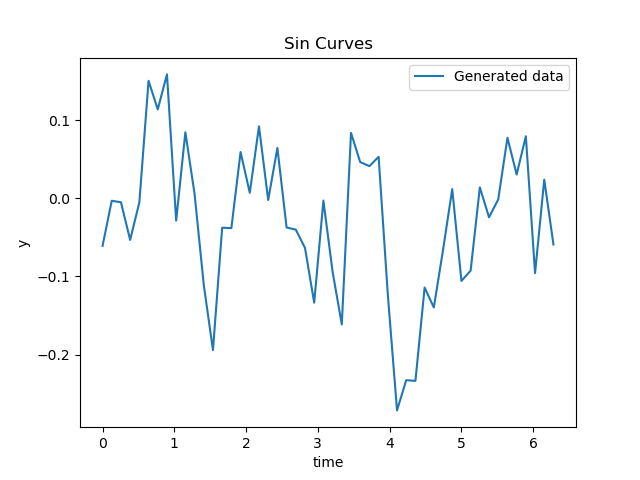 Sin Curves
Generated data
0.1
0.0
−0.1
−0.2
y
0 1 2 3 4 5 6
time